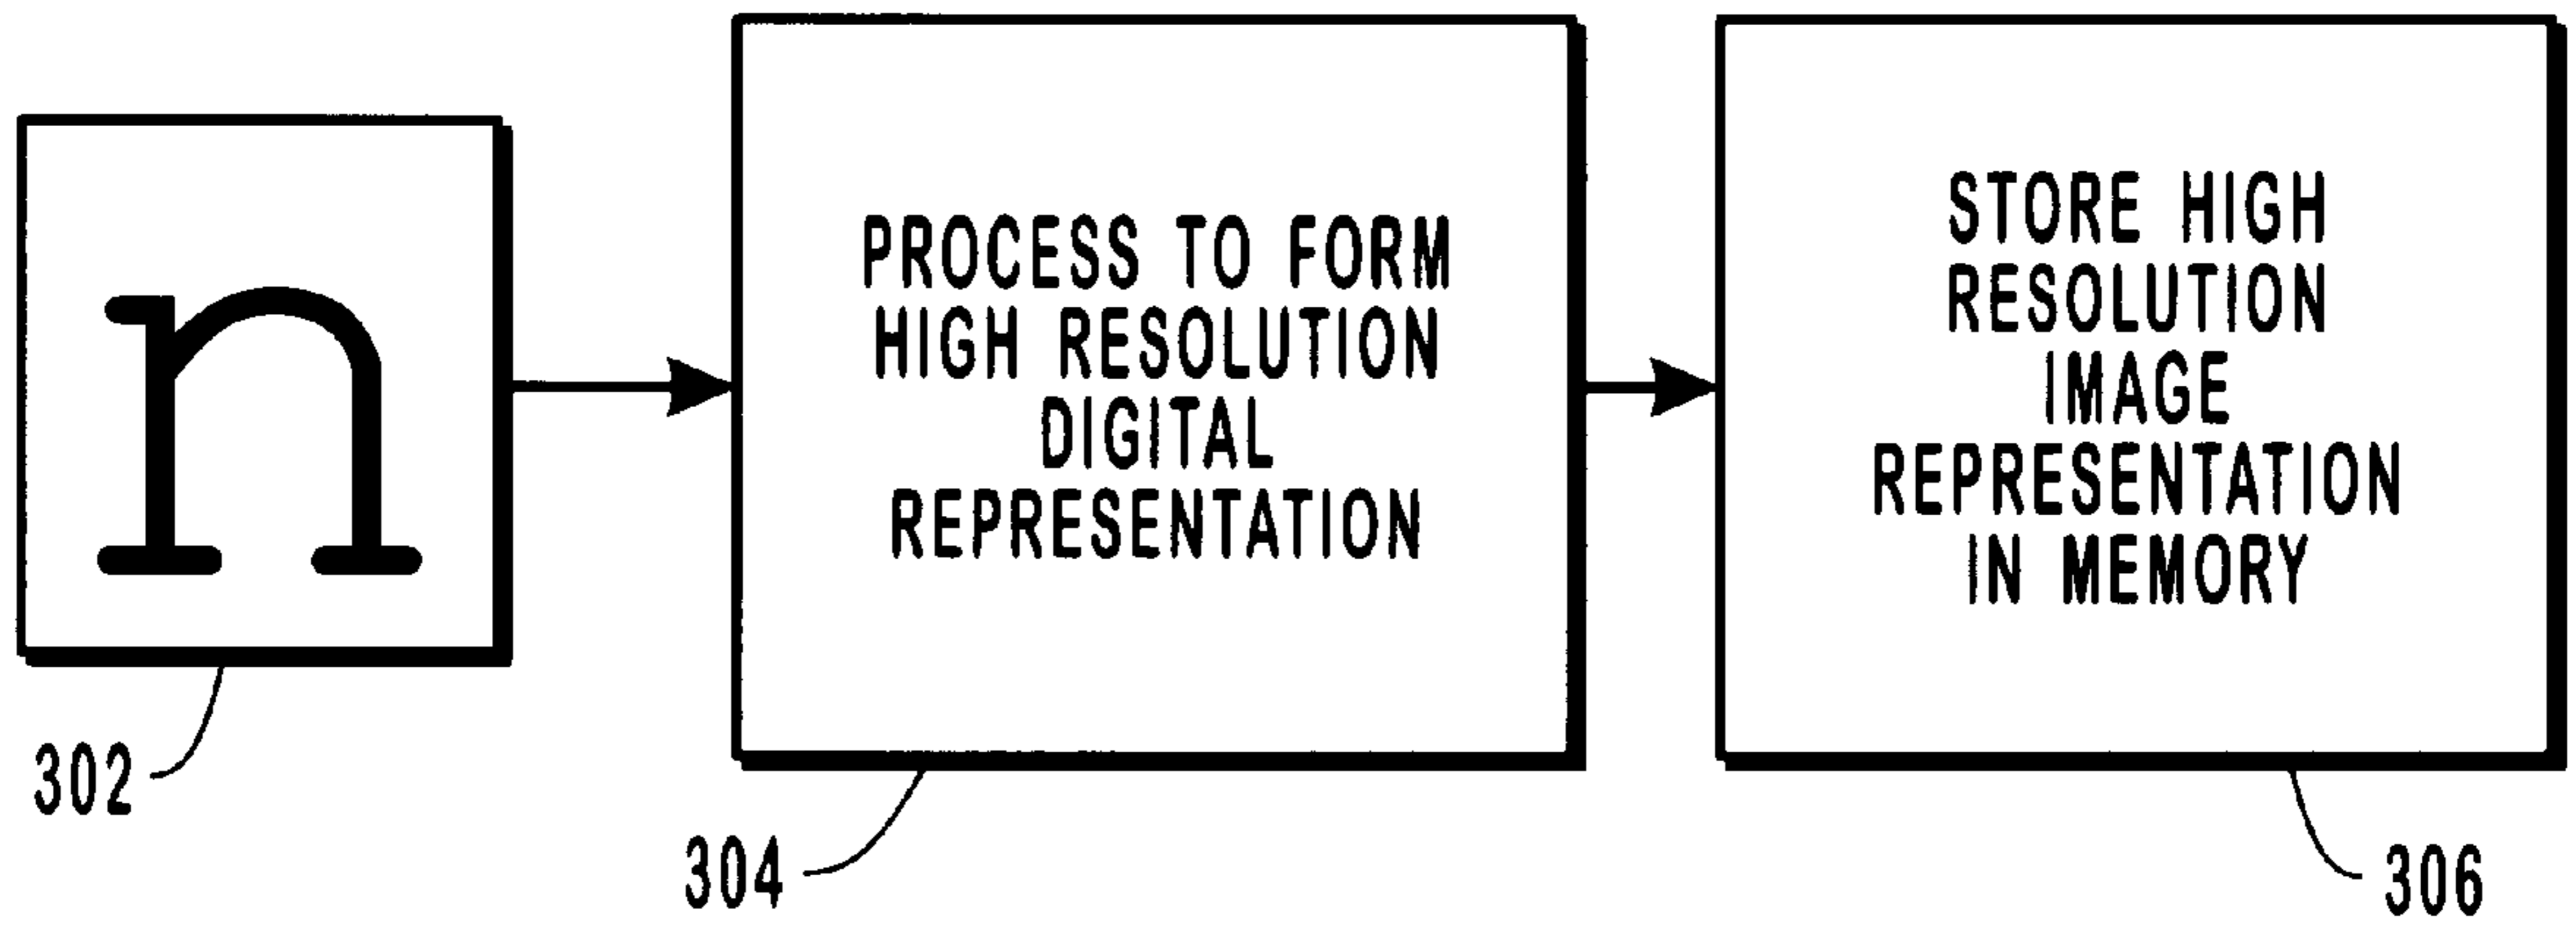 n
302
PROCESS TO FORM
HIGH RESOLUTION
DIGITAL
REPRESENTATION
304
STORE HIGH
RESOLUTION
IMAGE
REPRESENTATION
IN MEMORY
306